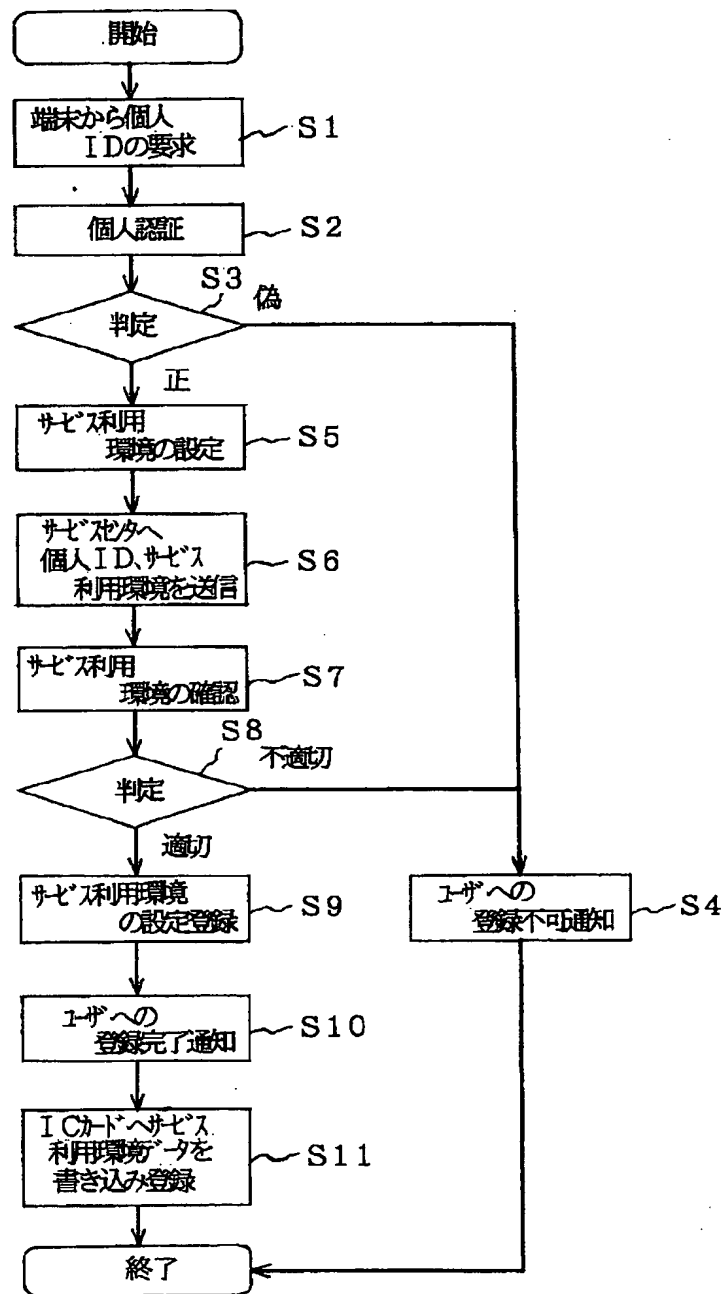 開始
端末から個人
IDの要求
S1
個人認証
S2
S3
偽
判定
正
サービス利用
環境の設定
S5
サービスセンタへ
個人ID、サービス
利用環境を送信
S6
サービス利用
環境の確認
S7
S8
不適切
判定
適切
サービス利用環境
の設定登録
S9
ユーザへの
登録不可通知
S4
ユーザへの
登録完了通知
S10
ICカードへサービス
利用環境データを
書き込み登録
S11
終了